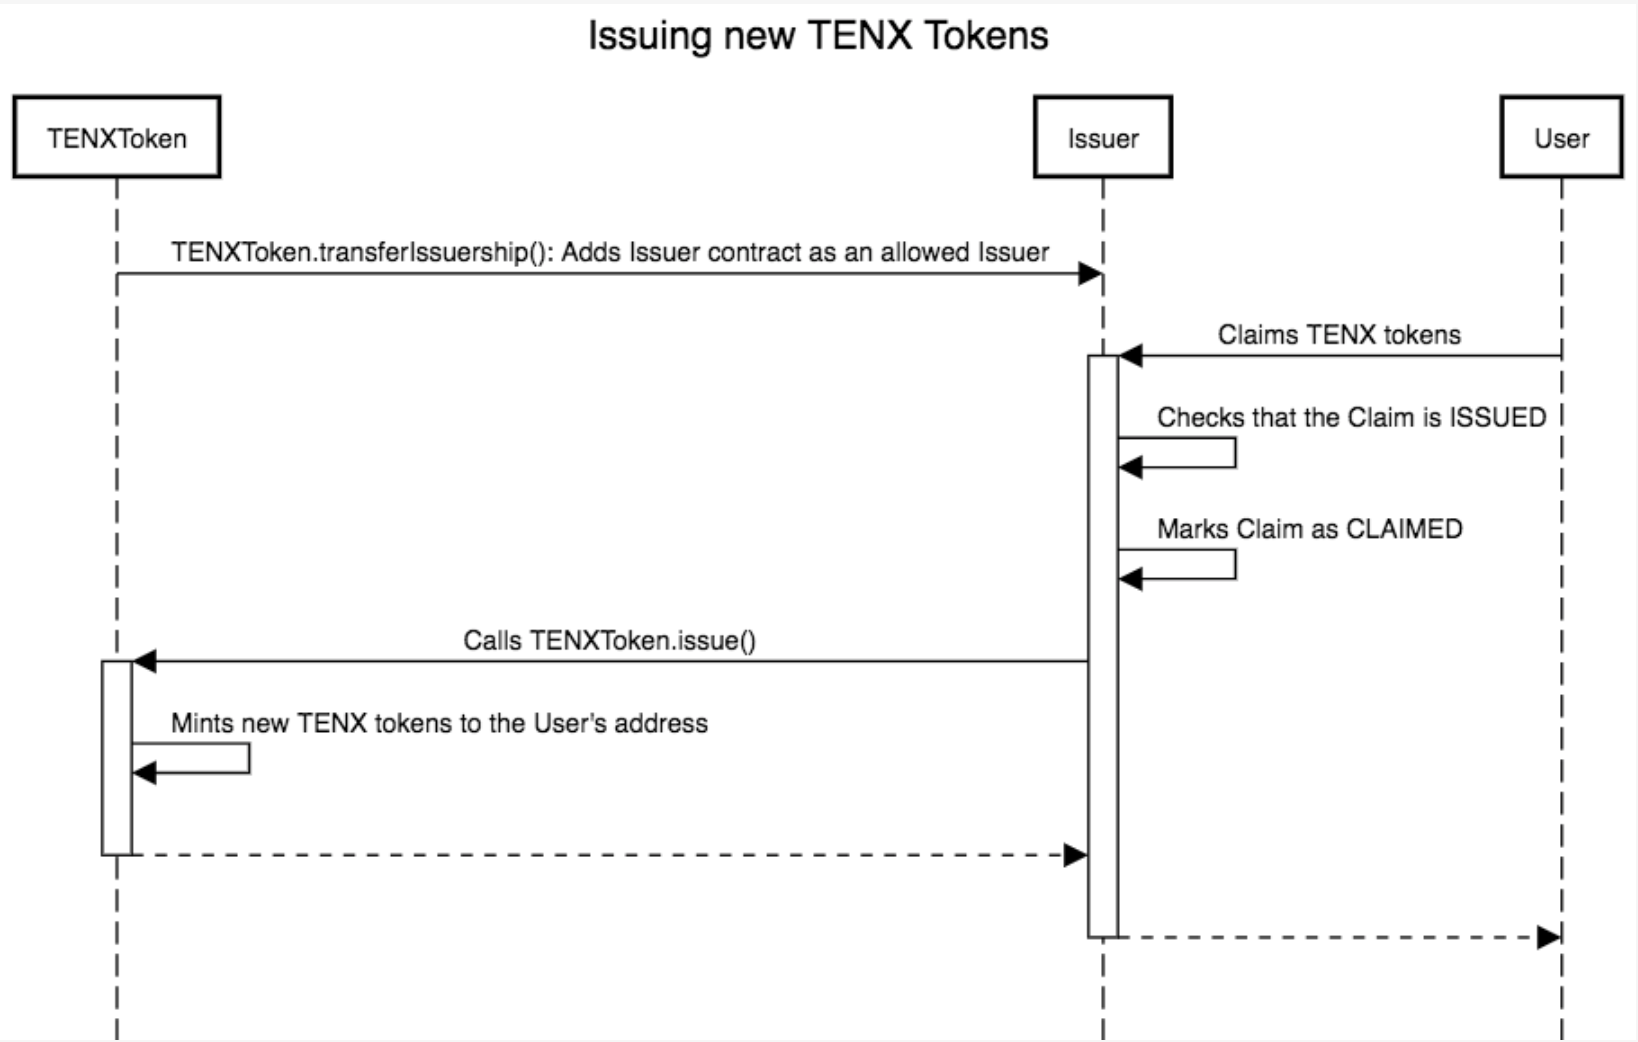 Issuing new TENX Tokens
TENXToken
Issuer
User
TENXToken.transferIssuership(): Adds Issuer contract as an allowed Issuer
Claims TENX tokens
Checks that the Claim is ISSUED
Marks Claim as CLAIMED
Calls TENXToken.issue()
Mints new TENX tokens to the User's address